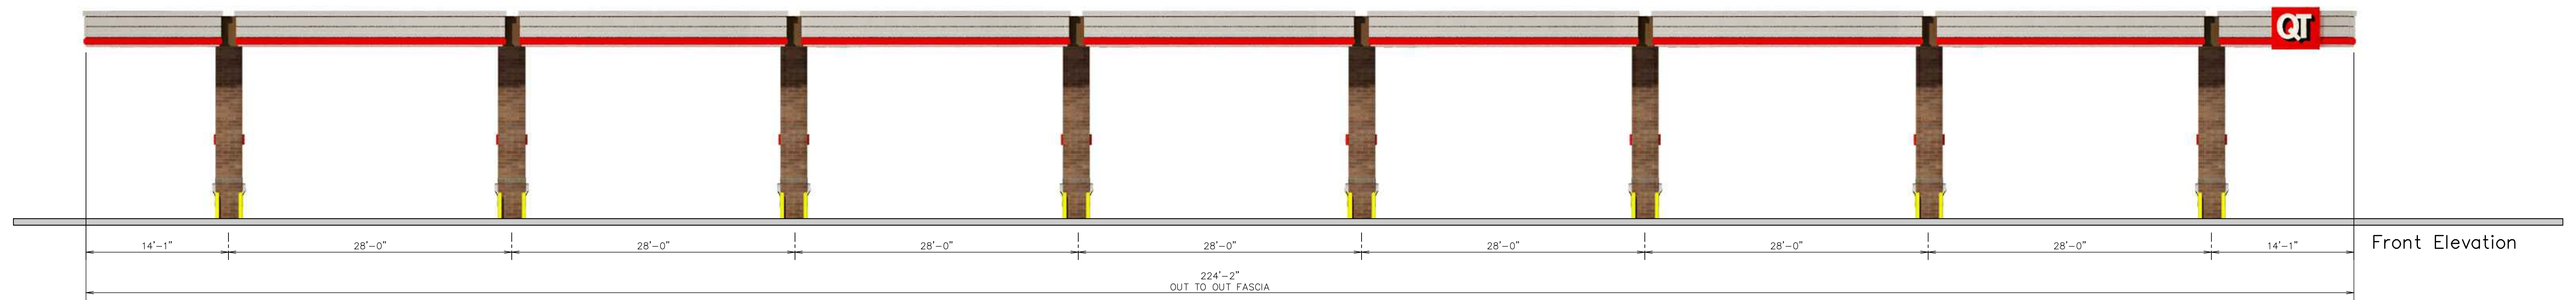 QT
14'-1" 28'-0" 28'-0" 28'-0" 28'-0" 28'-0" 28'-0" 28'-0" 14'-1"
Front Elevation
224'-2"
OUT TO OUT FASCIA